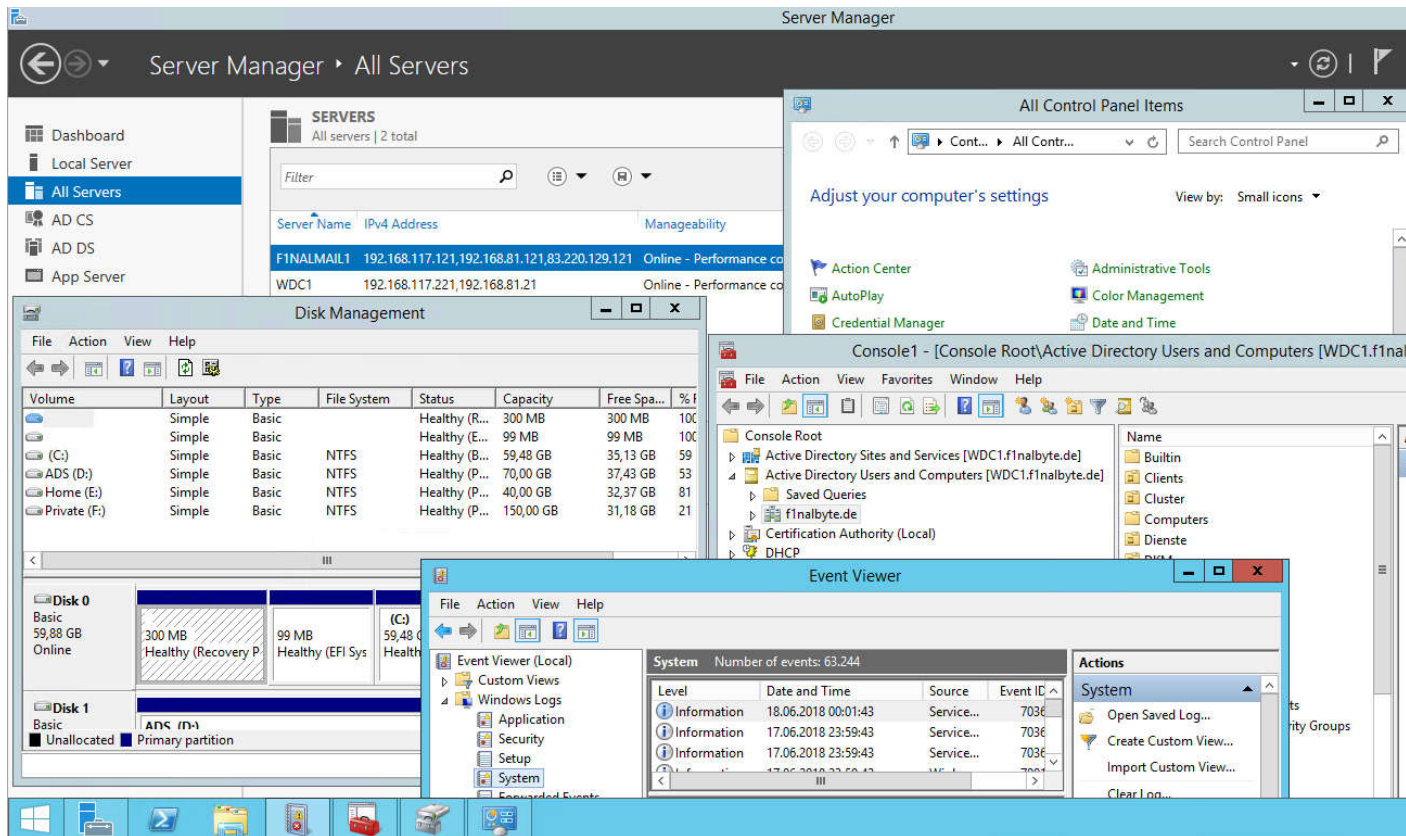 Server Manager
Server Manager • All Servers
Dashboard
Local Server
All Servers
AD CS
AD DS
App Server
SERVERS
All servers | 2 total
Filter
Server Name IPv4 Address Manageability
F1NALMAIL1 192.168.117.121,192.168.81.121,83.220.129.121 Online - Performance co
WDC1 192.168.117.221,192.168.81.21 Online - Performance co
All Control Panel Items
Cont... All Contr...
Search Control Panel
Adjust your computer's settings
View by: Small icons
Action Center Administrative Tools
AutoPlay Color Management
Credential Manager Date and Time
Disk Management
File Action View Help
Volume Layout Type File System Status Capacity Free Spa... % F
Simple Basic Healthy (R... 300 MB 300 MB 100
Simple Basic Healthy (E... 99 MB 99 MB 100
(C:) Simple Basic NTFS Healthy (B... 59,48 GB 35,13 GB 59
ADS (D:) Simple Basic NTFS Healthy (P... 70,00 GB 37,43 GB 53
Home (E:) Simple Basic NTFS Healthy (P... 40,00 GB 32,37 GB 81
Private (F:) Simple Basic NTFS Healthy (P... 150,00 GB 31,18 GB 21
Disk 0
Basic
59,88 GB
Online
300 MB
Healthy (Recovery P
99 MB
Healthy (EFI Sys
(C:)
59,48 G
Health
Disk 1
Basic
ADS (D:)
Unallocated Primary partition
Console1 - [Console Root\Active Directory Users and Computers [WDC1.f1nal
File Action View Favorites Window Help
Console Root
Active Directory Sites and Services [WDC1.f1nalbyte.de]
Active Directory Users and Computers [WDC1.f1nalbyte.de]
Saved Queries
f1nalbyte.de
Certification Authority (Local)
DHCP
Name
Builtin
Clients
Cluster
Computers
Dienste
ts
rity Groups
Event Viewer
File Action View Help
Event Viewer (Local)
Custom Views
Windows Logs
Application
Security
Setup
System
Forwarded Events
System Number of events: 63.244
Level Date and Time Source Event ID
Information 18.06.2018 00:01:43 Service... 7036
Information 17.06.2018 23:59:43 Service... 7036
Information 17.06.2018 23:59:43 Service... 7036
Actions
System
Open Saved Log...
Create Custom View...
Import Custom View...
Clear Log...